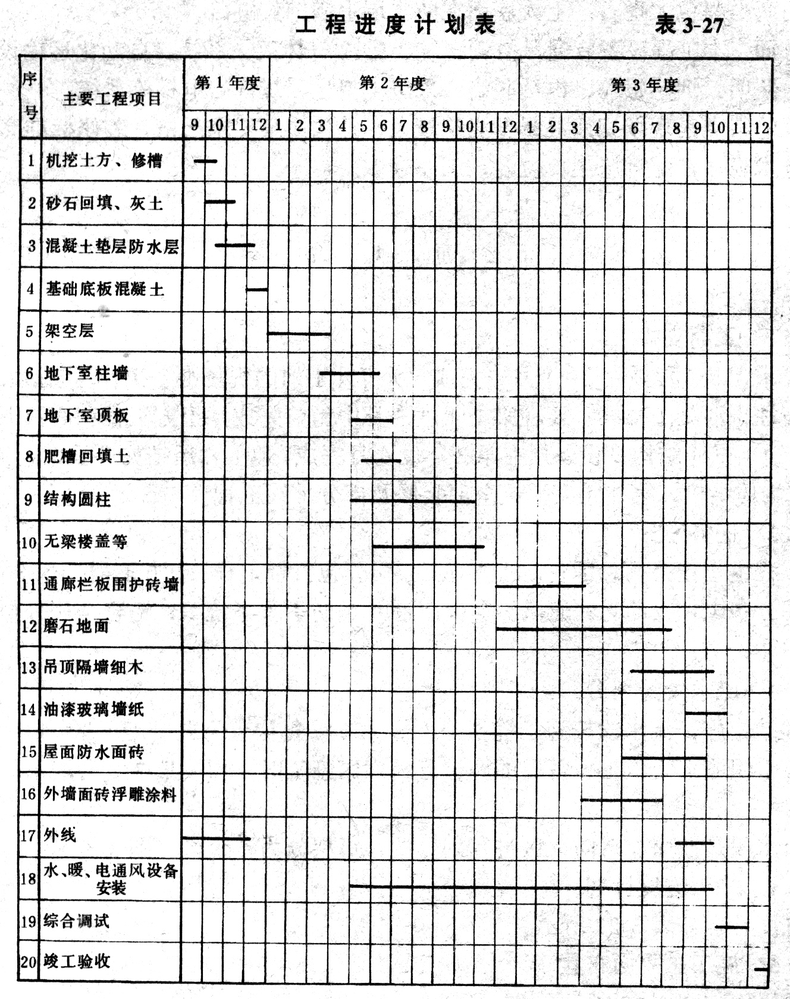 工程进度计划表 表3-27
序号 主要工程项目 第1年度 第2年度 第3年度
9 10 11 12 1 2 3 4 5 6 7 8 9 10 11 12 1 2 3 4 5 6 7 8 9 10 11 12
1 机挖土方、修槽
2 砂石回填、灰土
3 混凝土垫层防水层
4 基础底板混凝土
5 架空层
6 地下室柱墙
7 地下室顶板
8 肥槽回填土
9 结构圆柱
10 无梁楼盖等
11 通廊栏板围护砖墙
12 磨石地面
13 吊顶隔墙细木
14 油漆玻璃墙纸
15 屋面防水面砖
16 外墙面砖浮雕涂料
17 外线
18 水、暖、电通风设备
安装
19 综合调试
20 竣工验收